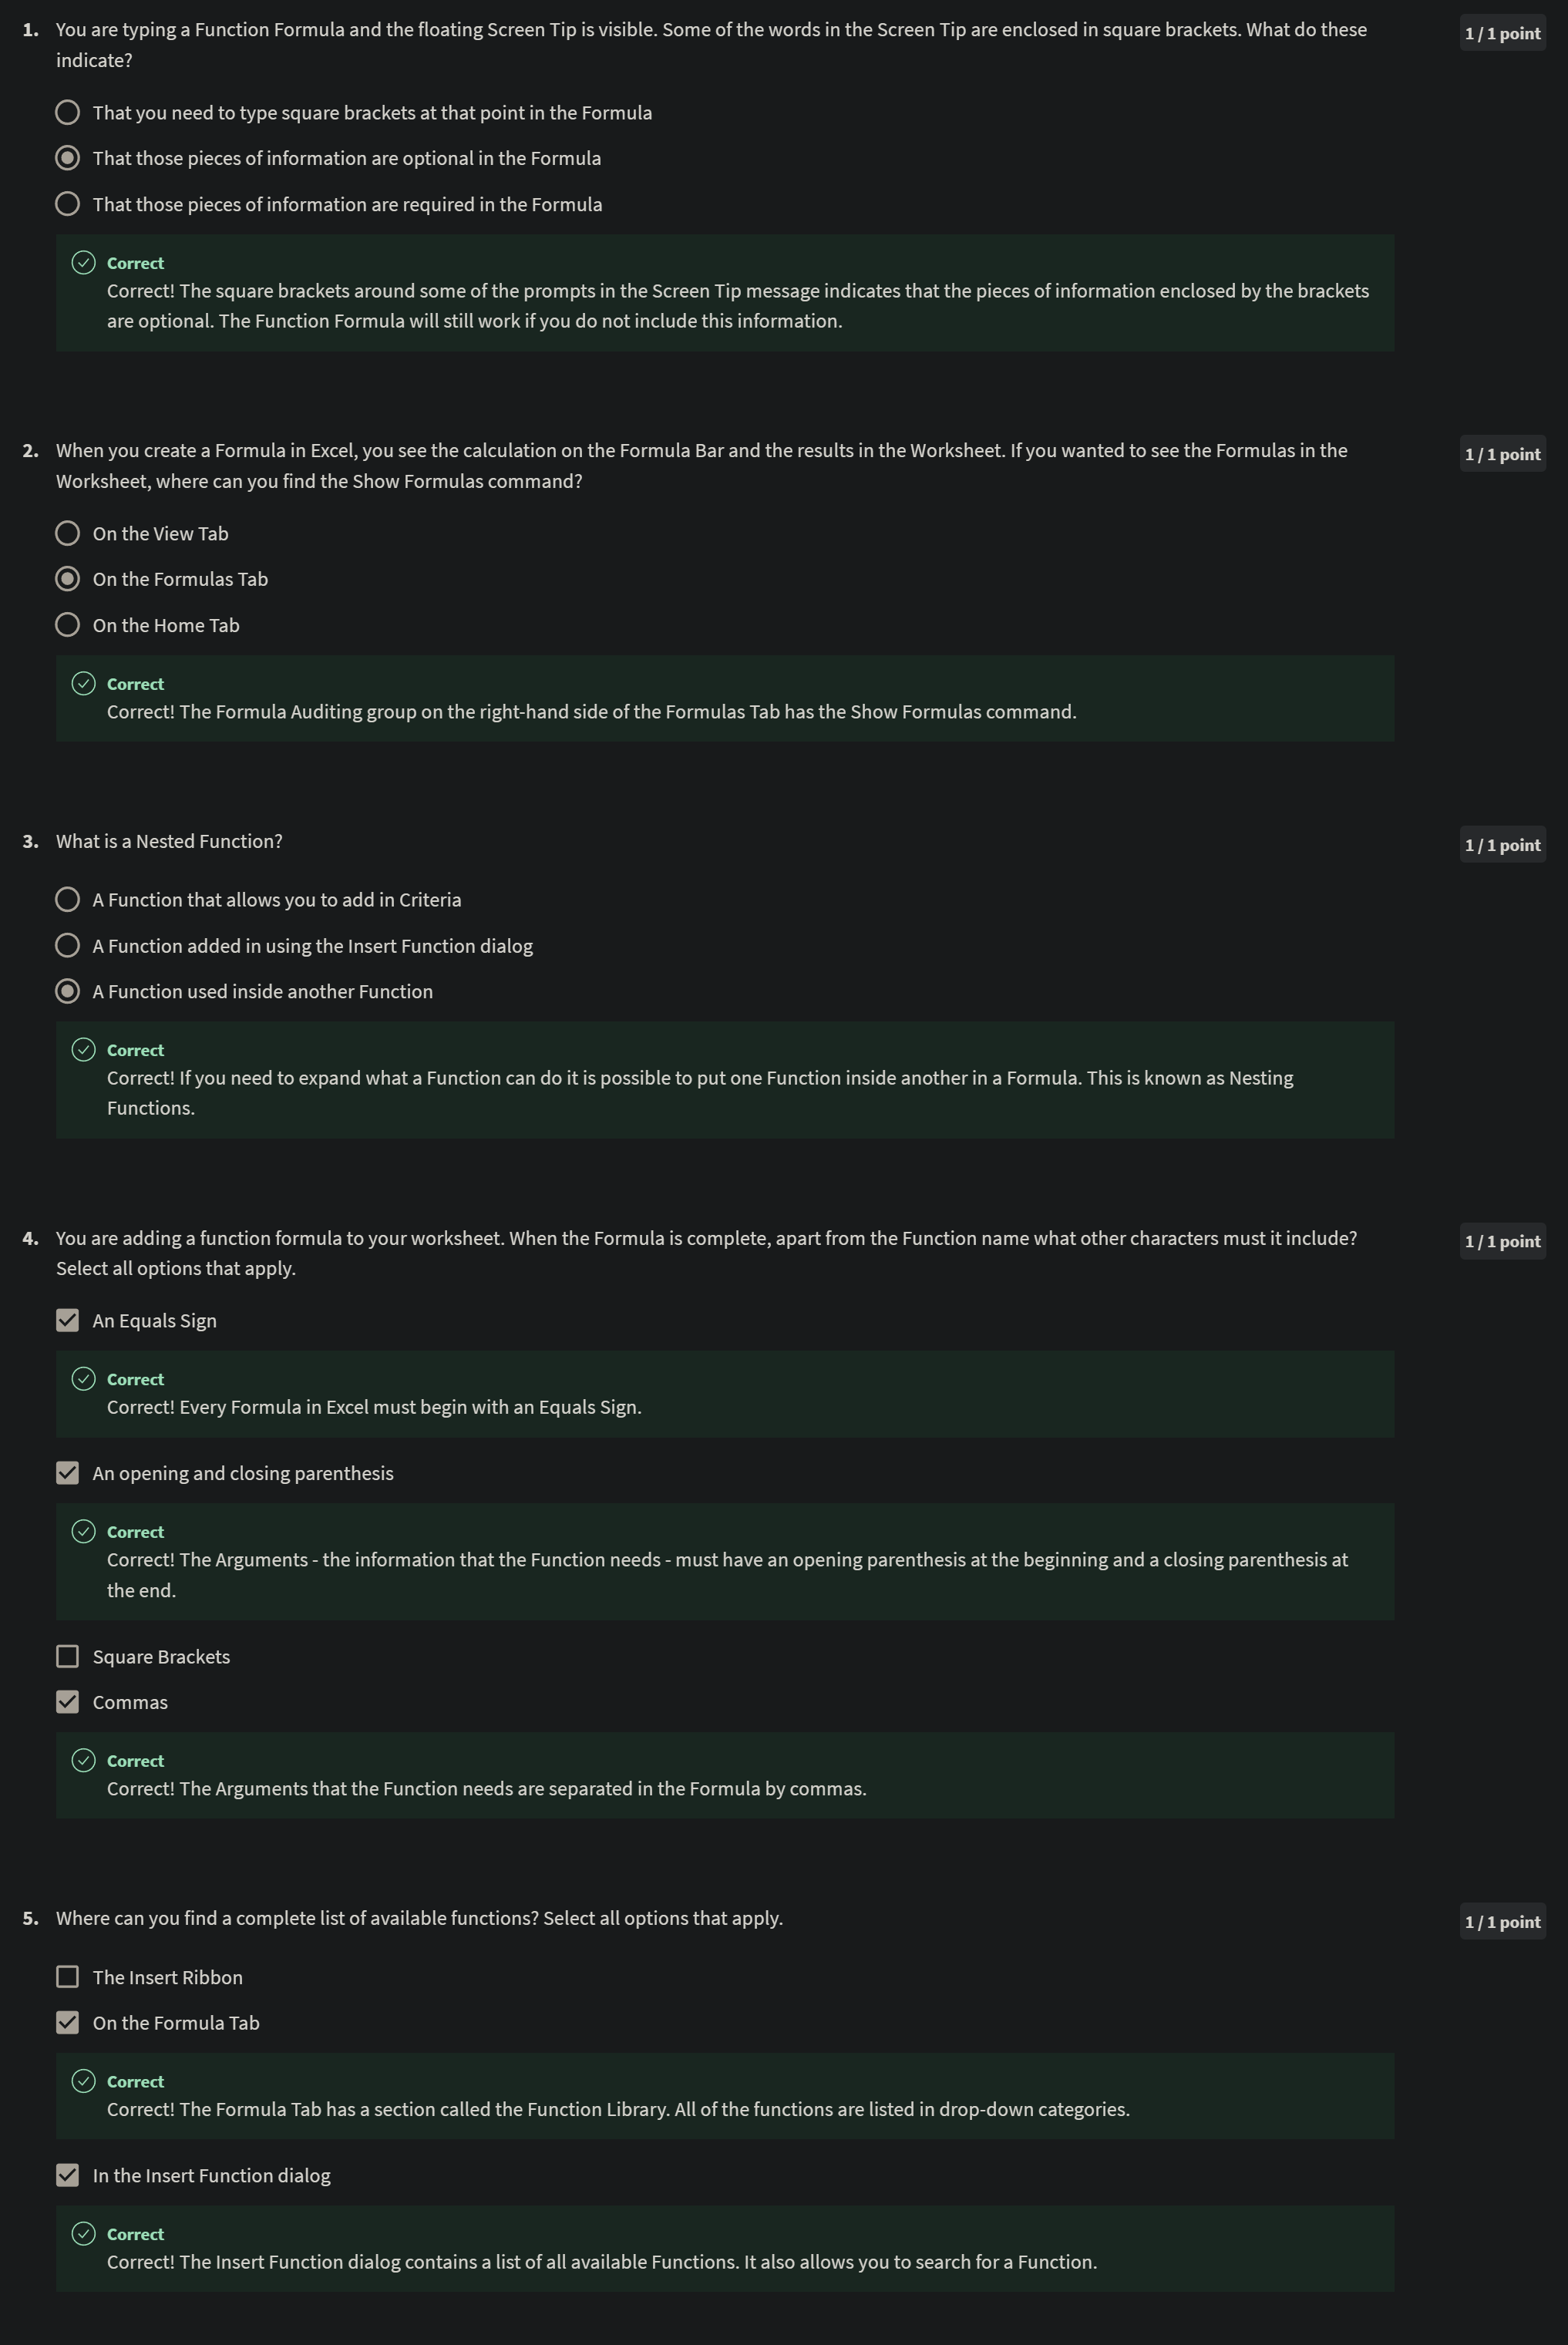 1. You are typing a Function Formula and the floating Screen Tip is visible. Some of the words in the Screen Tip are enclosed in square brackets. What do these
indicate?
1 / 1 point
That you need to type square brackets at that point in the Formula
That those pieces of information are optional in the Formula
That those pieces of information are required in the Formula
Correct
Correct! The square brackets around some of the prompts in the Screen Tip message indicates that the pieces of information enclosed by the brackets
are optional. The Function Formula will still work if you do not include this information.
2. When you create a Formula in Excel, you see the calculation on the Formula Bar and the results in the Worksheet. If you wanted to see the Formulas in the
Worksheet, where can you find the Show Formulas command?
1 / 1 point
On the View Tab
On the Formulas Tab
On the Home Tab
Correct
Correct! The Formula Auditing group on the right-hand side of the Formulas Tab has the Show Formulas command.
3. What is a Nested Function?
1 / 1 point
A Function that allows you to add in Criteria
A Function added in using the Insert Function dialog
A Function used inside another Function
Correct
Correct! If you need to expand what a Function can do it is possible to put one Function inside another in a Formula. This is known as Nesting
Functions.
4. You are adding a function formula to your worksheet. When the Formula is complete, apart from the Function name what other characters must it include?
Select all options that apply.
1 / 1 point
An Equals Sign
Correct
Correct! Every Formula in Excel must begin with an Equals Sign.
An opening and closing parenthesis
Correct
Correct! The Arguments - the information that the Function needs - must have an opening parenthesis at the beginning and a closing parenthesis at
the end.
Square Brackets
Commas
Correct
Correct! The Arguments that the Function needs are separated in the Formula by commas.
5. Where can you find a complete list of available functions? Select all options that apply.
1 / 1 point
The Insert Ribbon
On the Formula Tab
Correct
Correct! The Formula Tab has a section called the Function Library. All of the functions are listed in drop-down categories.
In the Insert Function dialog
Correct
Correct! The Insert Function dialog contains a list of all available Functions. It also allows you to search for a Function.